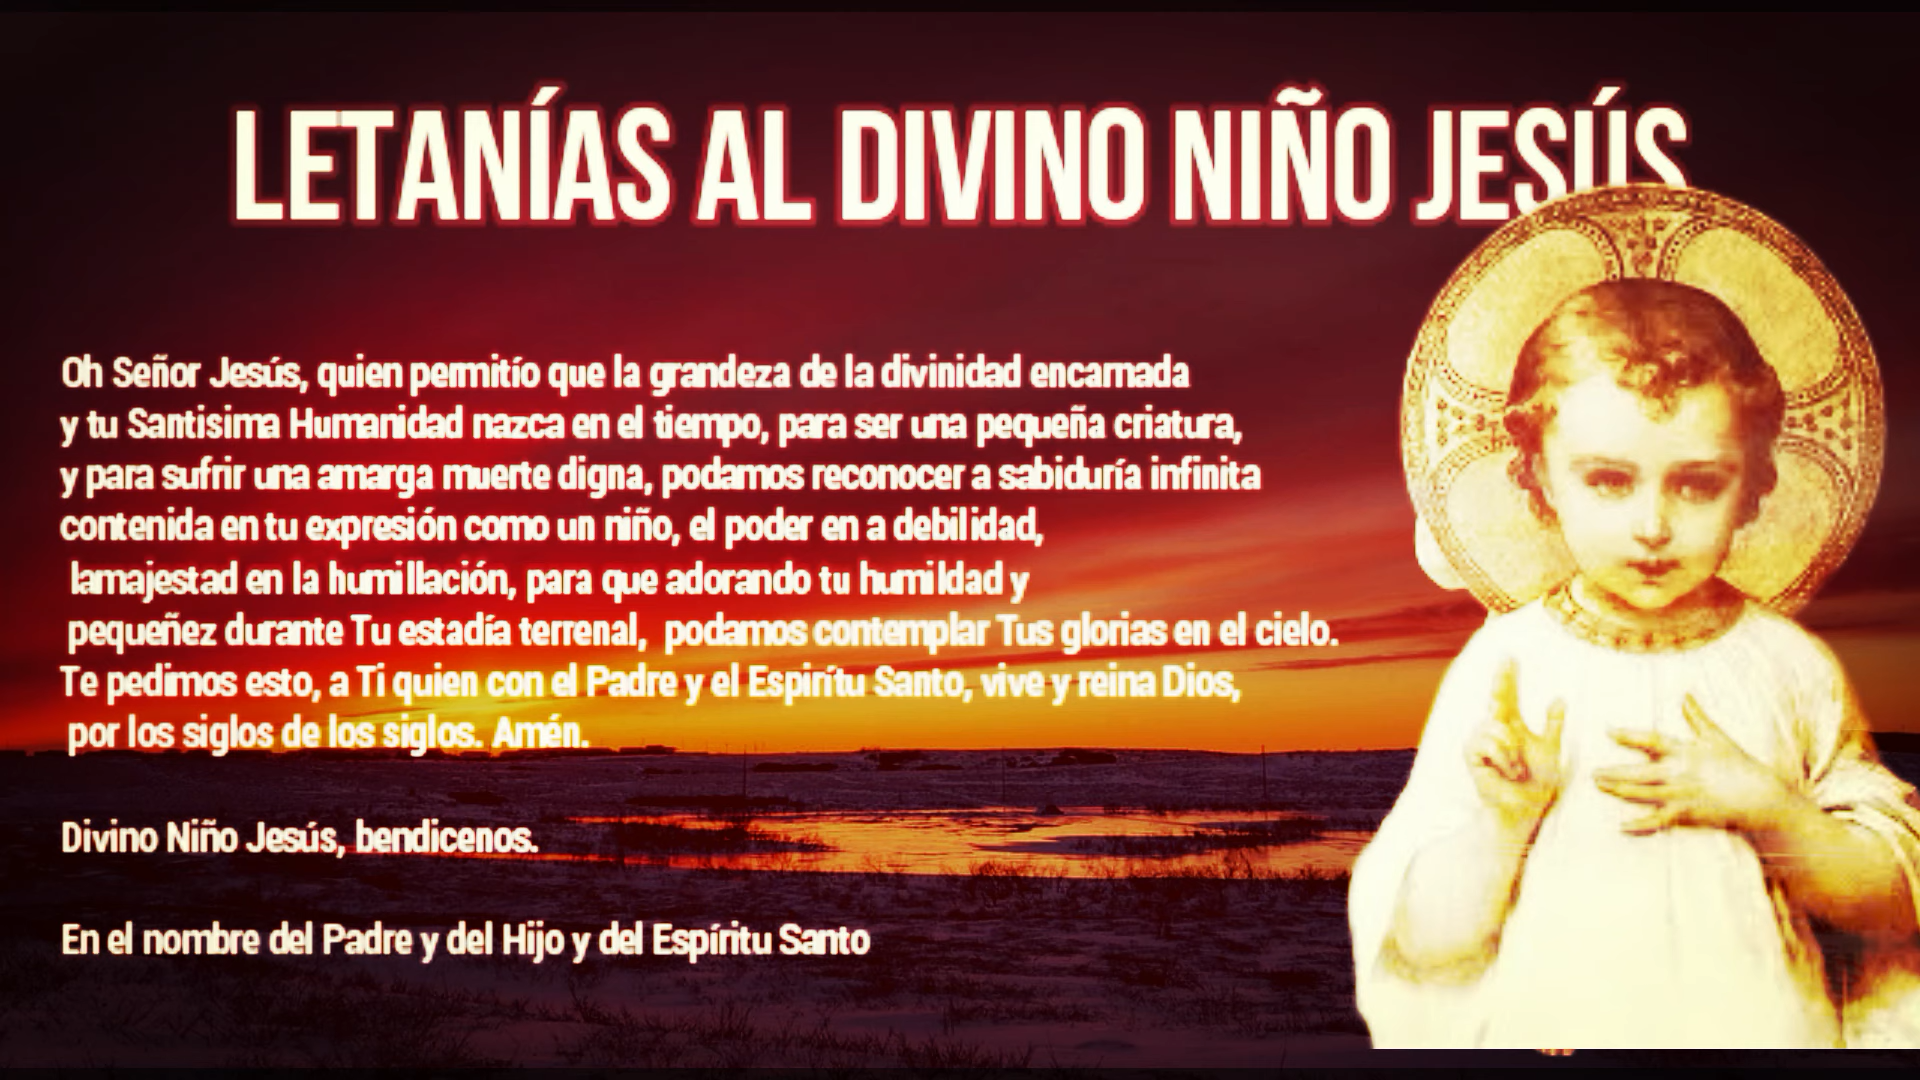 LETANÍAS AL DIVINO NIÑO JESÚS
Oh Señor Jesús, quien permitío que la grandeza de la divinidad encarnada
y tu Santisima Humanidad nazca en el tiempo, para ser una pequeña criatura,
y para sufrir una amarga muerte digna, podamos reconocer a sabiduría infinita
contenida en tu expresión como un niño, el poder en a debilidad,
lamajestad en la humillación, para que adorando tu humildad y
pequeñez durante Tu estadía terrenal, podamos contemplar Tus glorias en el cielo.
Te pedimos esto, a Ti quien con el Padre y el Espirítu Santo, vive y reina Dios,
por los siglos de los siglos. Amén.
Divino Niño Jesús, bendicenos.
En el nombre del Padre y del Hijo y del Espíritu Santo